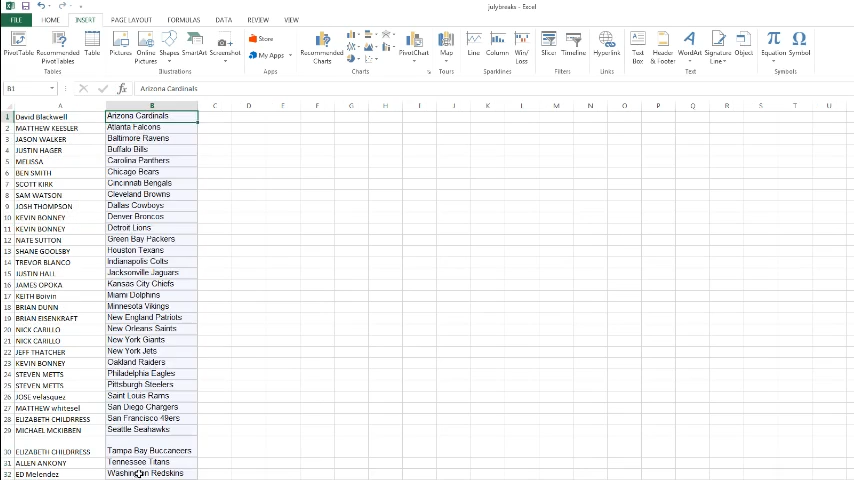 julybreaks - Excel
FILE HOME INSERT PAGE LAYOUT FORMULAS DATA REVIEW VIEW
PivotTable Recommended PivotTables Table Pictures Online Pictures Shapes SmartArt Screenshot Store My Apps Recommended Charts PivotChart Map Line Column Win/Loss Slicer Timeline Hyperlink Text Box Header & Footer WordArt Signature Line Object Equation Symbol
Tables Illustrations Apps Charts Tours Sparklines Filters Links Text Symbols
B1 fx Arizona Cardinals
A B C D E F G H I J K L M N O P Q R S T U
1 David Blackwell Arizona Cardinals
2 MATTHEW KEESLER Atlanta Falcons
3 JASON WALKER Baltimore Ravens
4 JUSTIN HAGER Buffalo Bills
5 MELISSA Carolina Panthers
6 BEN SMITH Chicago Bears
7 SCOTT KIRK Cincinnati Bengals
8 SAM WATSON Cleveland Browns
9 JOSH THOMPSON Dallas Cowboys
10 KEVIN BONNEY Denver Broncos
11 KEVIN BONNEY Detroit Lions
12 NATE SUTTON Green Bay Packers
13 SHANE GOOLSBY Houston Texans
14 TREVOR BLANCO Indianapolis Colts
15 JUSTIN HALL Jacksonville Jaguars
16 JAMES OPOKA Kansas City Chiefs
17 KEITH Boivin Miami Dolphins
18 BRIAN DUNN Minnesota Vikings
19 BRIAN EISENKRAFT New England Patriots
20 NICK CARILLO New Orleans Saints
21 NICK CARILLO New York Giants
22 JEFF THATCHER New York Jets
23 KEVIN BONNEY Oakland Raiders
24 STEVEN METTS Philadelphia Eagles
25 STEVEN METTS Pittsburgh Steelers
26 JOSE velasquez Saint Louis Rams
27 MATTHEW whitesel San Diego Chargers
28 ELIZABETH CHILDRRESS San Francisco 49ers
29 MICHAEL MCKIBBEN Seattle Seahawks
30 ELIZABETH CHILDRRESS Tampa Bay Buccaneers
31 ALLEN ANKONY Tennessee Titans
32 ED Melendez Washington Redskins